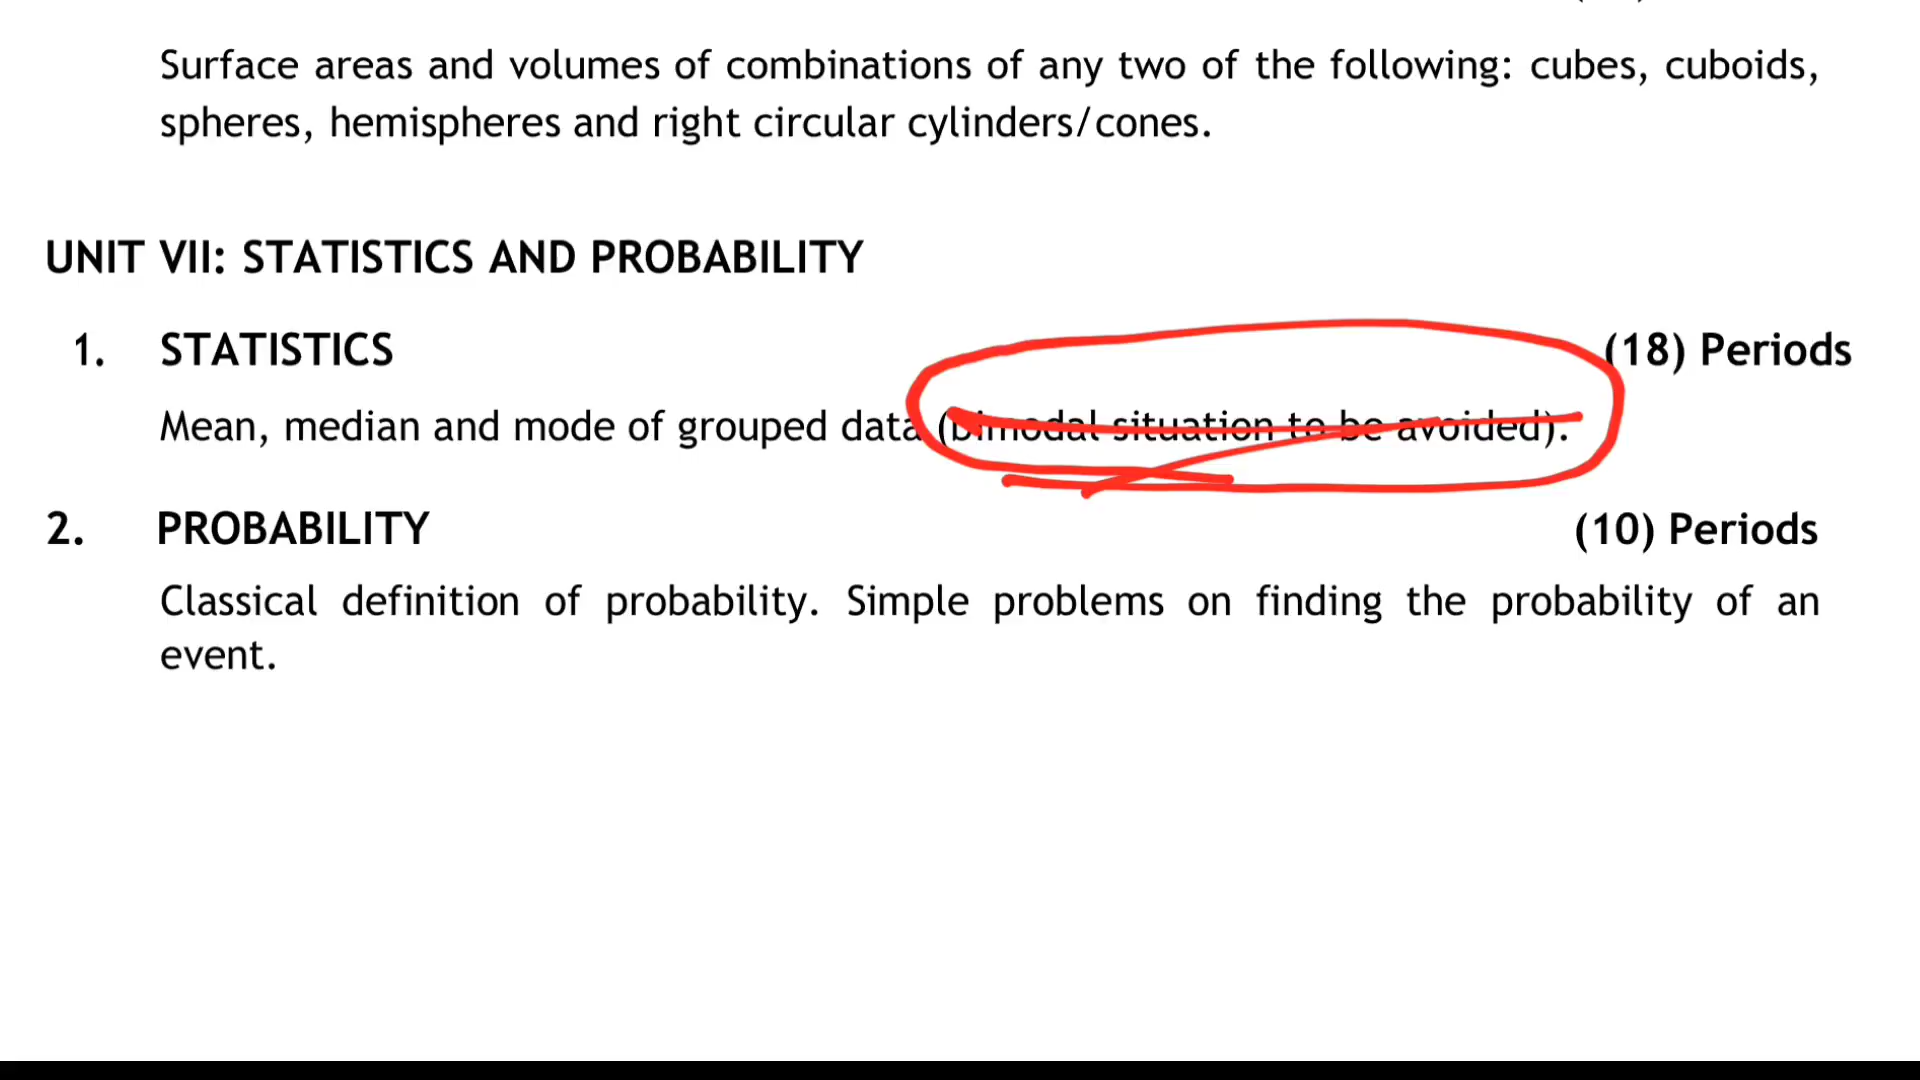 Surface areas and volumes of combinations of any two of the following: cubes, cuboids,
spheres, hemispheres and right circular cylinders/cones.
UNIT VII: STATISTICS AND PROBABILITY
1. STATISTICS (18) Periods
Mean, median and mode of grouped data (bimodal situation to be avoided).
2. PROBABILITY (10) Periods
Classical definition of probability. Simple problems on finding the probability of an
event.